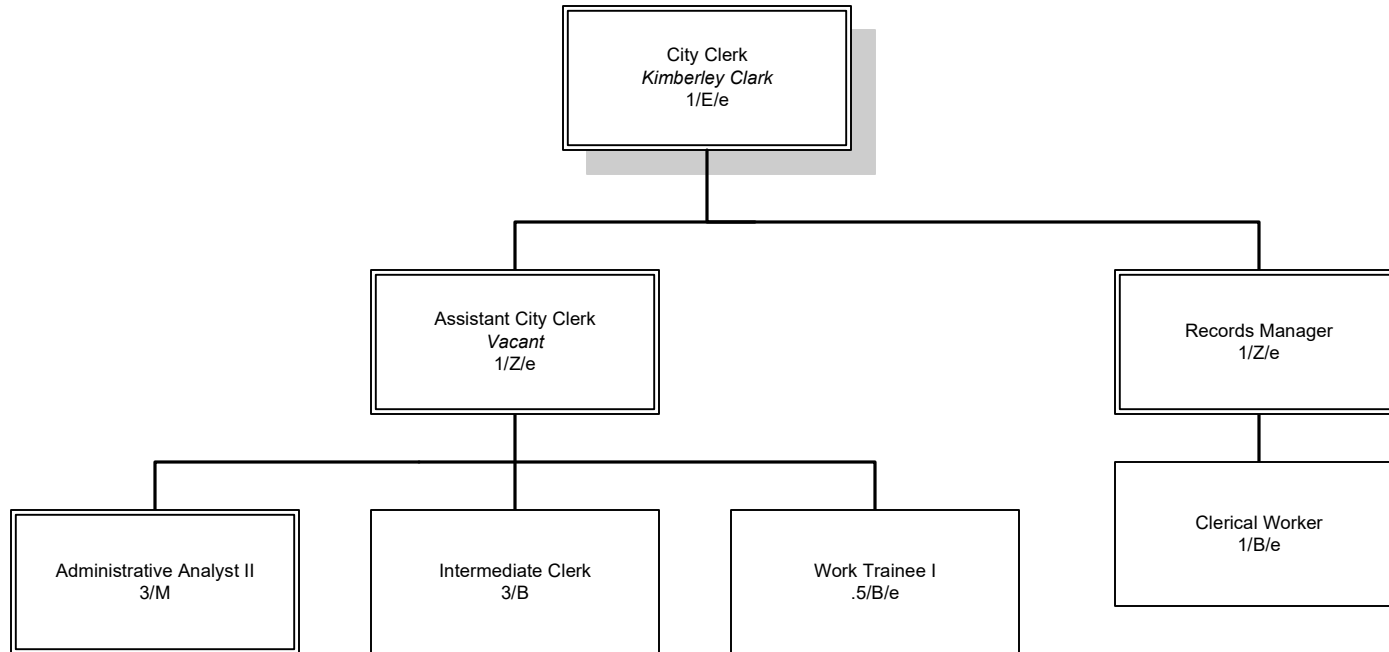 City Clerk
Kimberley Clark
1/E/e
Assistant City Clerk
Vacant
1/Z/e
Records Manager
1/Z/e
Administrative Analyst II
3/M
Intermediate Clerk
3/B
Work Trainee I
.5/B/e
Clerical Worker
1/B/e